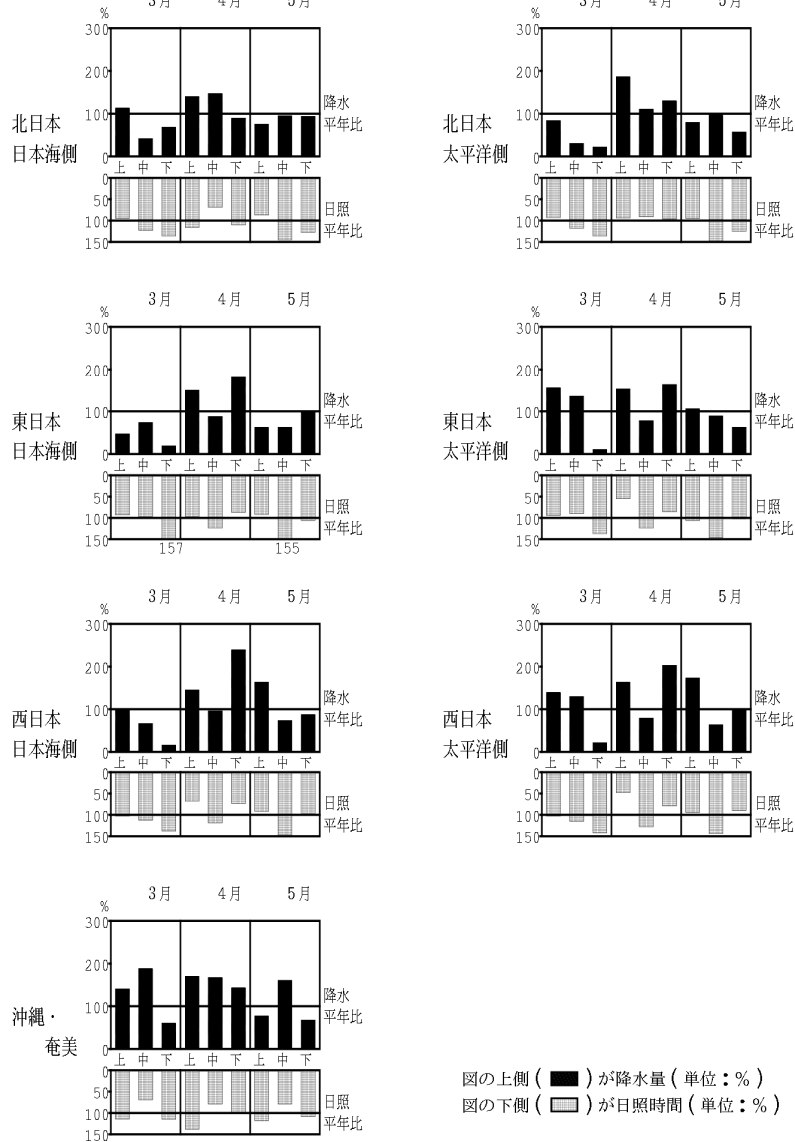 3月 4月 5月
%
300
200
100
0
北日本
日本海側
降水
平年比
上 中 下 上 中 下 上 中 下
0
50
100
150
日照
平年比
3月 4月 5月
%
300
200
100
0
北日本
太平洋側
降水
平年比
上 中 下 上 中 下 上 中 下
0
50
100
150
日照
平年比
3月 4月 5月
%
300
200
100
0
東日本
日本海側
降水
平年比
上 中 下 上 中 下 上 中 下
0
50
100
150
日照
平年比
157 155
3月 4月 5月
%
300
200
100
0
東日本
太平洋側
降水
平年比
上 中 下 上 中 下 上 中 下
0
50
100
150
日照
平年比
3月 4月 5月
%
300
200
100
0
西日本
日本海側
降水
平年比
上 中 下 上 中 下 上 中 下
0
50
100
150
日照
平年比
3月 4月 5月
%
300
200
100
0
西日本
太平洋側
降水
平年比
上 中 下 上 中 下 上 中 下
0
50
100
150
日照
平年比
3月 4月 5月
%
300
200
100
0
沖縄・
奄美
降水
平年比
上 中 下 上 中 下 上 中 下
0
50
100
150
日照
平年比
図の上側(■)が降水量(単位:%)
図の下側( )が日照時間(単位:%)